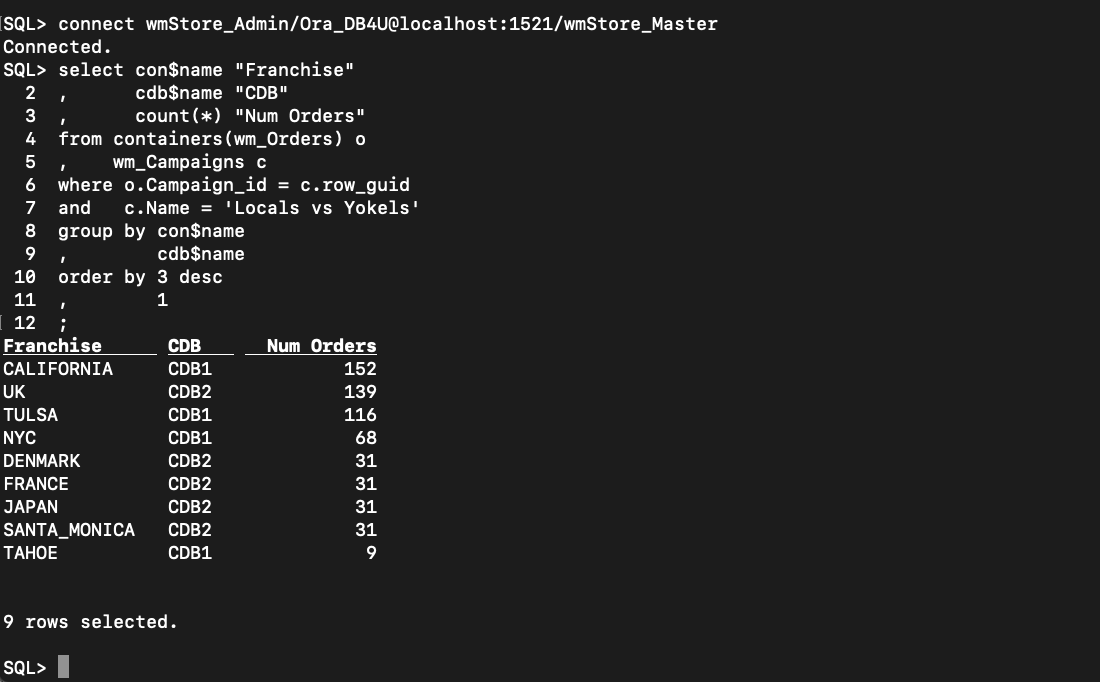 SQL> connect wmStore_Admin/Ora_DB4U@localhost:1521/wmStore_Master
Connected.
SQL> select con$name "Franchise"
  2  ,      cdb$name "CDB"
  3  ,      count(*) "Num Orders"
  4  from containers(wm_Orders) o
  5  ,    wm_Campaigns c
  6  where o.Campaign_id = c.row_guid
  7  and   c.Name = 'Locals vs Yokels'
  8  group by con$name
  9  ,        cdb$name
 10  order by 3 desc
 11  ,        1
 12  ;
Franchise      CDB      Num Orders
CALIFORNIA     CDB1            152
UK             CDB2            139
TULSA          CDB1            116
NYC            CDB1             68
DENMARK        CDB2             31
FRANCE         CDB2             31
JAPAN          CDB2             31
SANTA_MONICA   CDB2             31
TAHOE          CDB1              9
9 rows selected.
SQL>